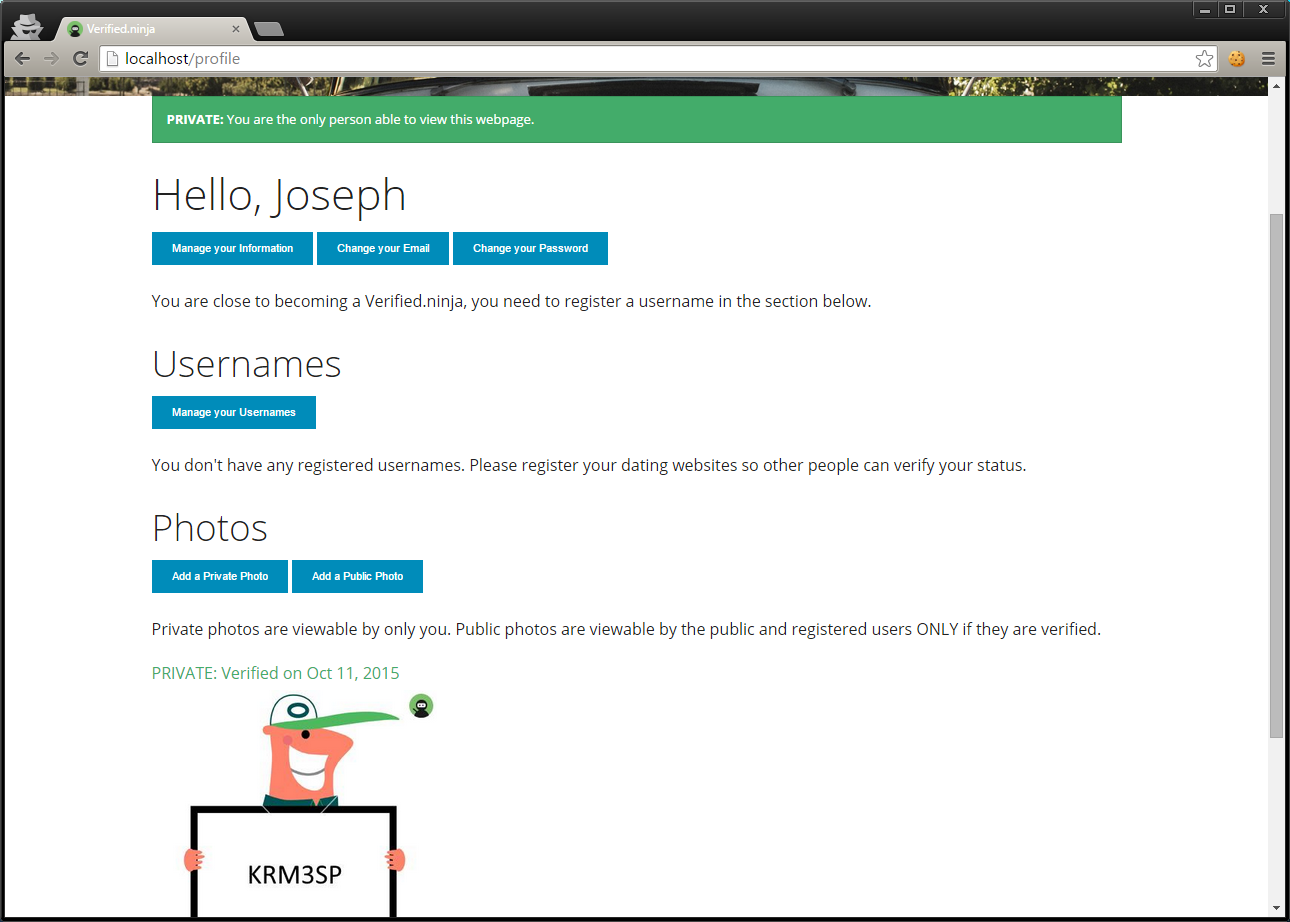 Verified.ninja
localhost/profile
PRIVATE: You are the only person able to view this webpage.
Hello, Joseph
Manage your Information Change your Email Change your Password
You are close to becoming a Verified.ninja, you need to register a username in the section below.
Usernames
Manage your Usernames
You don't have any registered usernames. Please register your dating websites so other people can verify your status.
Photos
Add a Private Photo Add a Public Photo
Private photos are viewable by only you. Public photos are viewable by the public and registered users ONLY if they are verified.
PRIVATE: Verified on Oct 11, 2015
KRM3SP